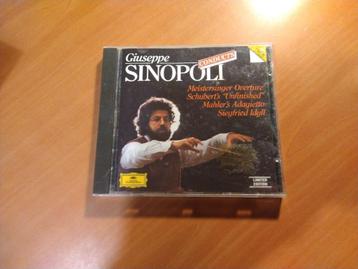 Giuseppe
CONDUCTS
SINOPOLI
Meistersinger Overture
Schubert's "Unfinished"
Mahler's Adagietto
Siegfried Idyll
LIMITED
EDITION